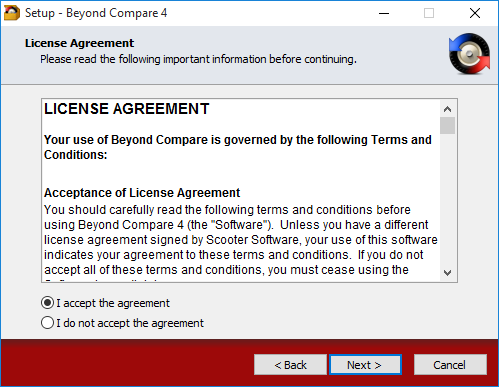 Setup - Beyond Compare 4
License Agreement
Please read the following important information before continuing.
LICENSE AGREEMENT
Your use of Beyond Compare is governed by the following Terms and
Conditions:
Acceptance of License Agreement
You should carefully read the following terms and conditions before
using Beyond Compare 4 (the "Software").  Unless you have a different
license agreement signed by Scooter Software, your use of this software
indicates your agreement to these terms and conditions.  If you do not
accept all of these terms and conditions, you must cease using the
I accept the agreement
I do not accept the agreement
< Back
Next >
Cancel